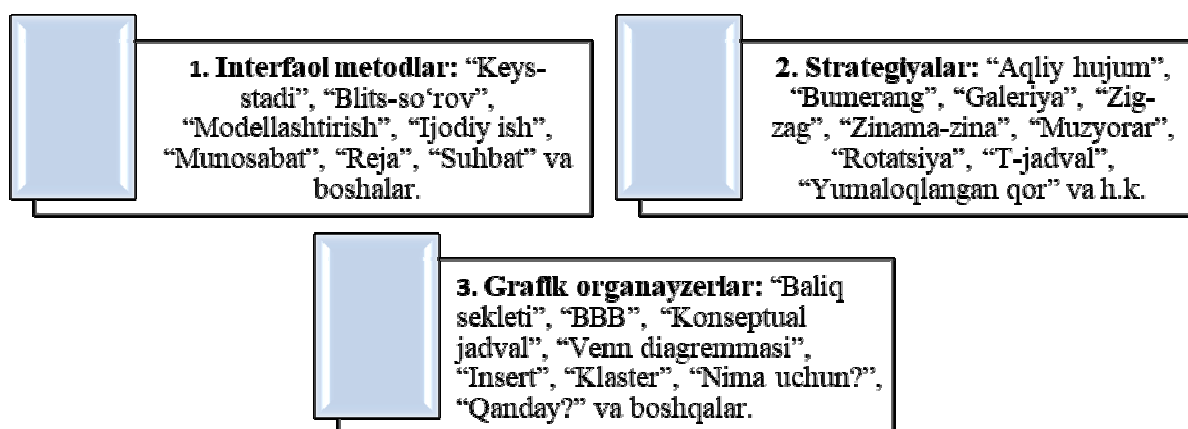 1. Interfaol metodlar: “Keys-
stadi”, “Blits-so‘rov”,
“Modellashtirish”, “Ijodiy ish”,
“Munosabat”, “Reja”, “Suhbat” va
boshalar.
2. Strategiyalar: “Aqliy hujum”,
“Bumerang”, “Galeriya”, “Zig-
zag”, “Zinama-zina”, “Muzyorar”,
“Rotatsiya”, “T-jadval”,
“Yumaloqlangan qor” va h.k.
3. Grafik organayzerlar: “Baliq
sekleti”, “BBB”, “Konseptual
jadval”, “Venn diagremmasi”,
“Insert”, “Klaster”, “Nima uchun?”,
“Qanday?” va boshqalar.